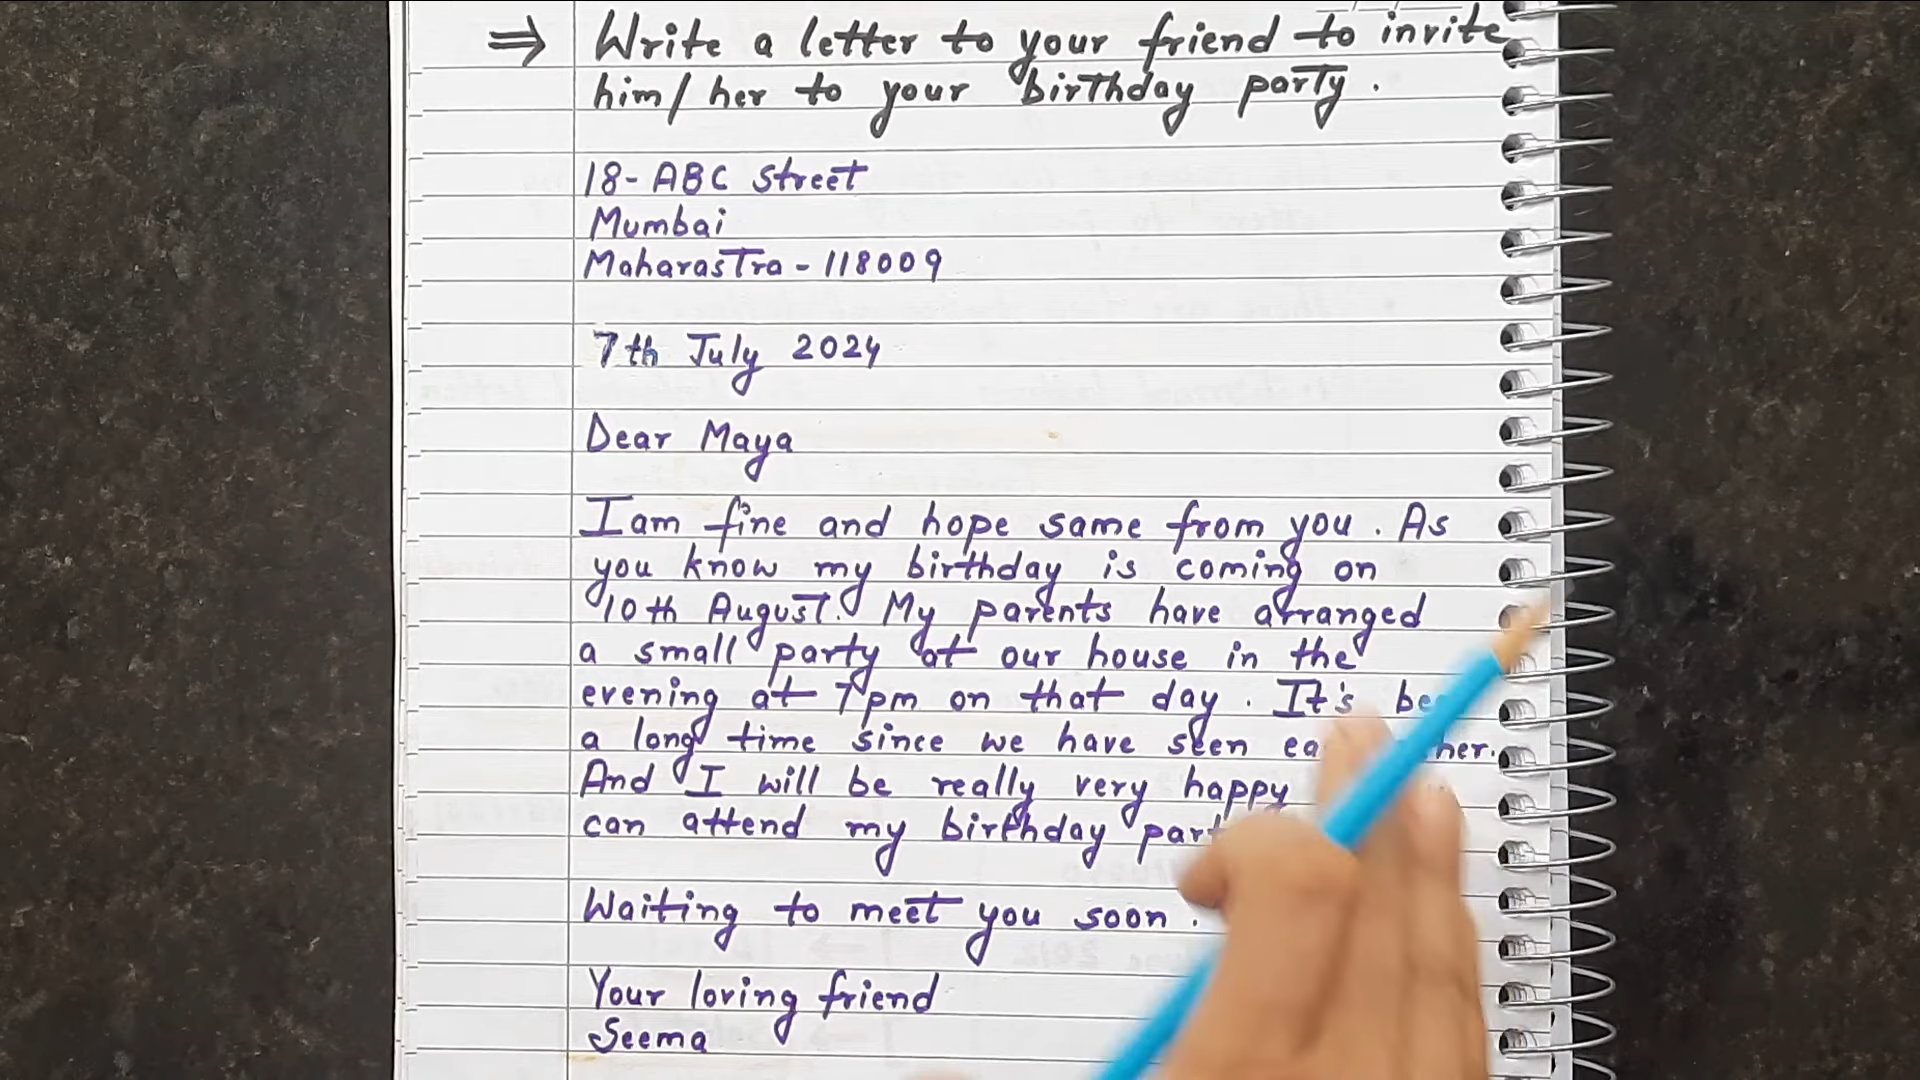 ⇒ Write a letter to your friend to invite
him/her to your birthday party.
18-ABC Street
Mumbai
Maharastra - 118009
7th July 2024
Dear Maya
I am fine and hope same from you. As
you know my birthday is coming on
10th August. My parents have arranged
a small party at our house in the
evening at 7pm on that day. It's
a long time since we have seen
And I will be really very happy
can attend my birthday
Waiting to meet you soon.
Your loving friend
Seema